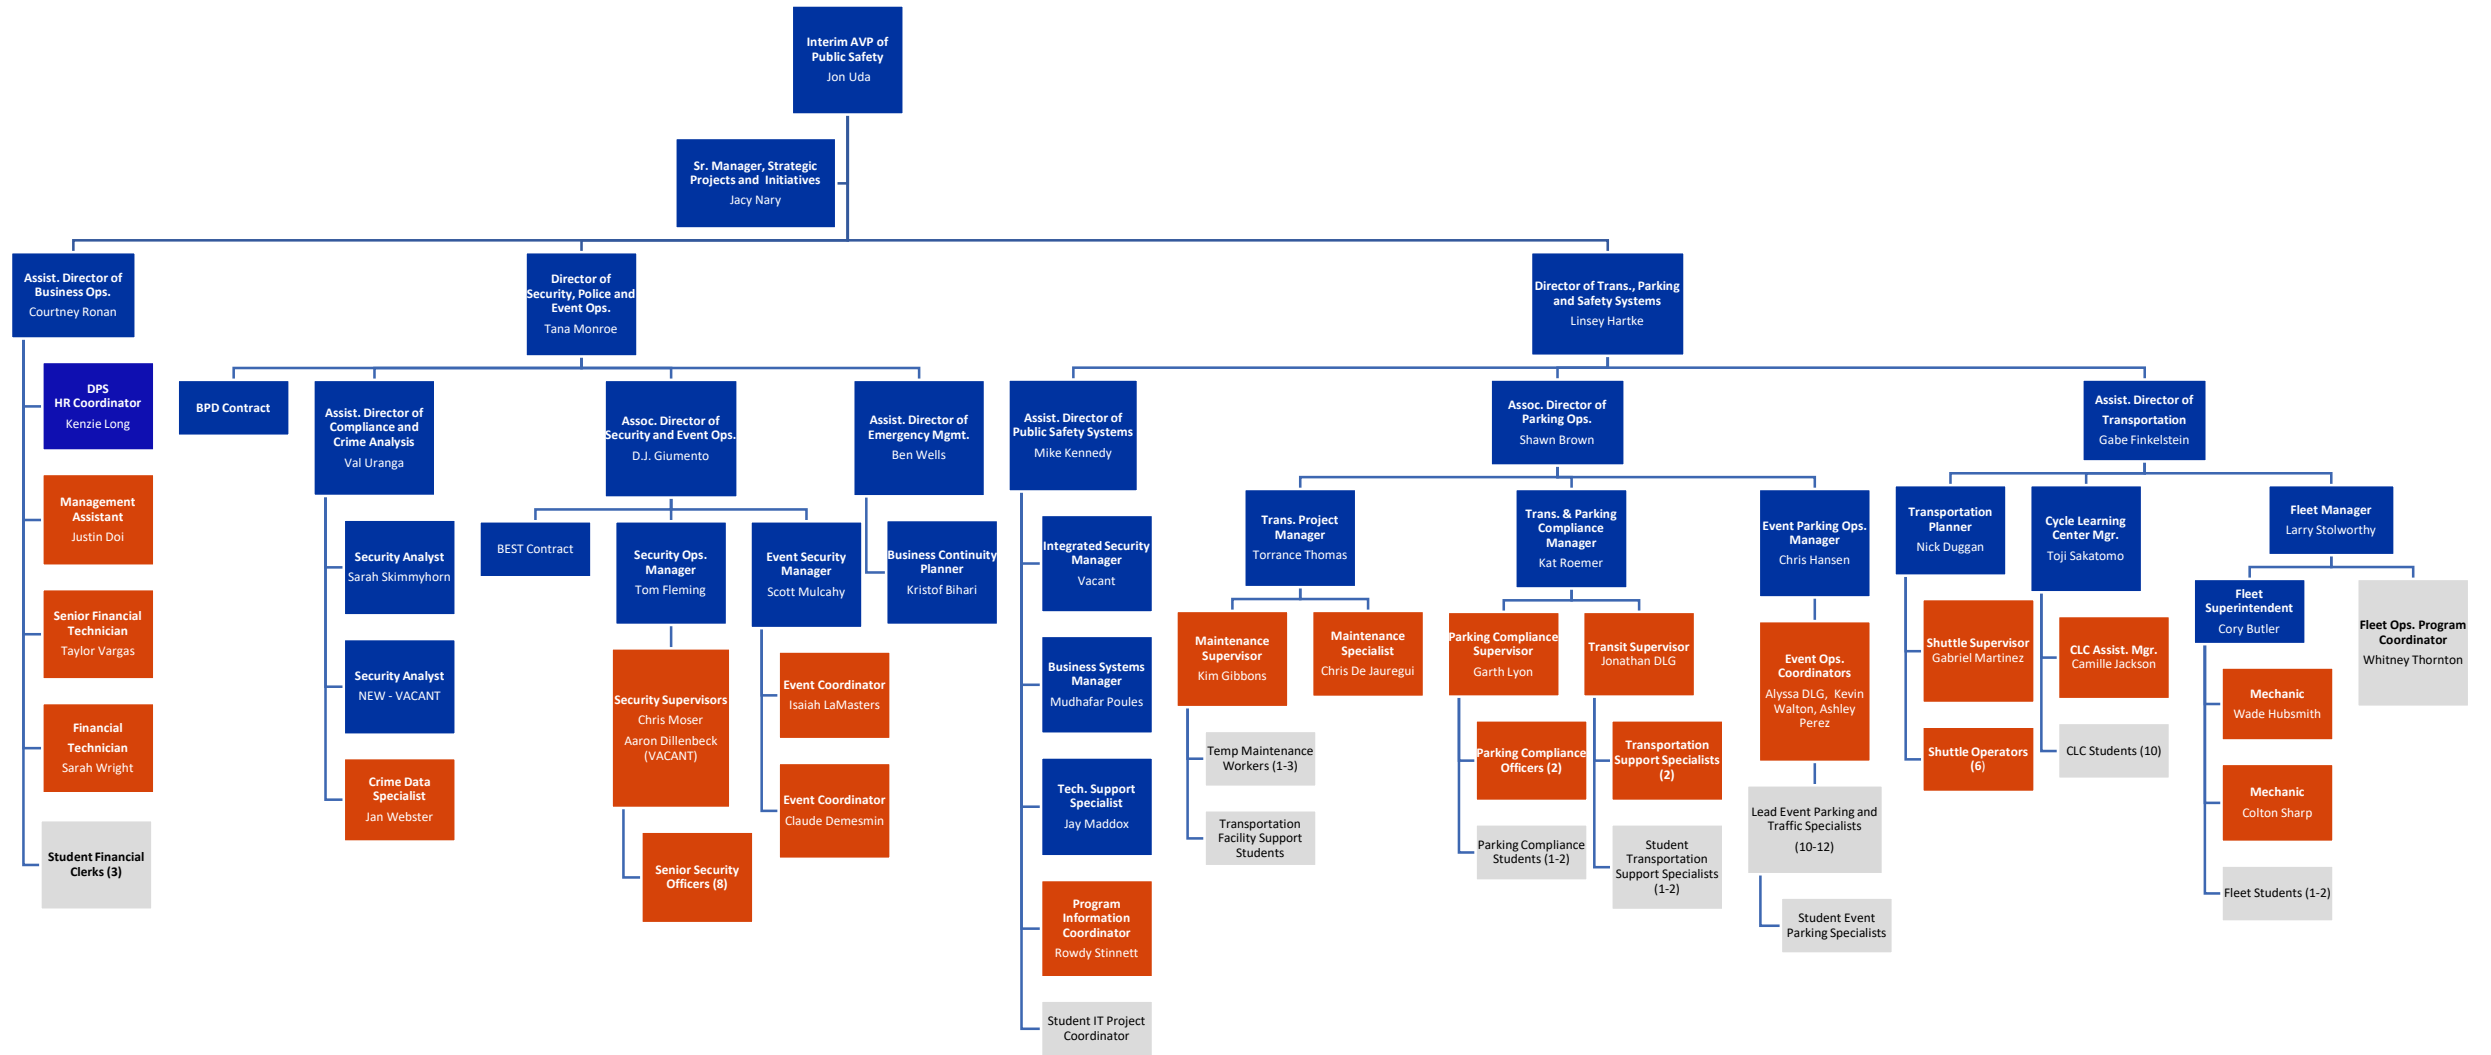 Interim AVP of
Public Safety
Jon Uda
Sr. Manager, Strategic
Projects and Initiatives
Jacy Nary
Assist. Director of
Business Ops.
Courtney Ronan
Director of
Security, Police and
Event Ops.
Tana Monroe
Director of Trans., Parking
and Safety Systems
Linsey Hartke
DPS
HR Coordinator
Kenzie Long
Management
Assistant
Justin Doi
Senior Financial
Technician
Taylor Vargas
Financial
Technician
Sarah Wright
Student Financial
Clerks (3)
BPD Contract
Assist. Director of
Compliance and
Crime Analysis
Val Uranga
Security Analyst
Sarah Skimmyhorn
Security Analyst
NEW - VACANT
Crime Data
Specialist
Jan Webster
Assoc. Director of
Security and Event Ops.
D.J. Giumento
BEST Contract
Security Ops.
Manager
Tom Fleming
Security Supervisors
Chris Moser
Aaron Dillenbeck
(VACANT)
Senior Security
Officers (8)
Event Security
Manager
Scott Mulcahy
Event Coordinator
Isaiah LaMasters
Event Coordinator
Claude Demesmin
Assist. Director of
Emergency Mgmt.
Ben Wells
Business Continuity
Planner
Kristof Bihari
Assist. Director of
Public Safety Systems
Mike Kennedy
Integrated Security
Manager
Vacant
Business Systems
Manager
Mudhafar Poules
Tech. Support
Specialist
Jay Maddox
Program
Information
Coordinator
Rowdy Stinnett
Student IT Project
Coordinator
Assoc. Director of
Parking Ops.
Shawn Brown
Trans. Project
Manager
Torrance Thomas
Maintenance
Supervisor
Kim Gibbons
Temp Maintenance
Workers (1-3)
Transportation
Facility Support
Students
Maintenance
Specialist
Chris De Jauregui
Trans. & Parking
Compliance
Manager
Kat Roemer
Parking Compliance
Supervisor
Garth Lyon
Parking Compliance
Officers (2)
Parking Compliance
Students (1-2)
Transit Supervisor
Jonathan DLG
Transportation
Support Specialists
(2)
Student
Transportation
Support Specialists
(1-2)
Event Parking Ops.
Manager
Chris Hansen
Event Ops.
Coordinators
Alyssa DLG, Kevin
Walton, Ashley
Perez
Lead Event Parking and
Traffic Specialists
(10-12)
Student Event
Parking Specialists
Assist. Director of
Transportation
Gabe Finkelstein
Transportation
Planner
Nick Duggan
Shuttle Supervisor
Gabriel Martinez
Shuttle Operators
(6)
Cycle Learning
Center Mgr.
Toji Sakatomo
CLC Assist. Mgr.
Camille Jackson
CLC Students (10)
Fleet Manager
Larry Stolworthy
Fleet
Superintendent
Cory Butler
Mechanic
Wade Hubsmith
Mechanic
Colton Sharp
Fleet Students (1-2)
Fleet Ops. Program
Coordinator
Whitney Thornton